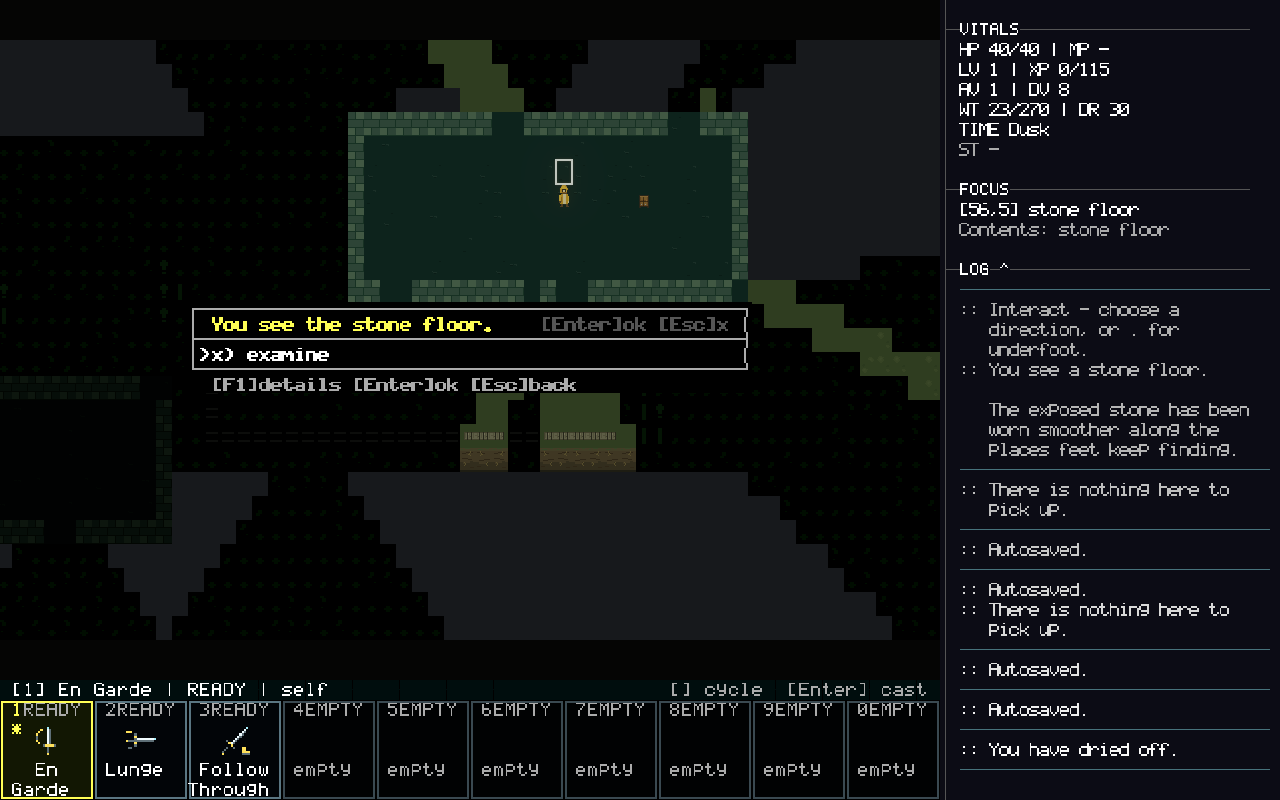 You see the stone floor. [Enter]ok [Esc]x
>x) examine
[F1]details [Enter]ok [Esc]back
[1] En Garde | READY | self [] cycle [Enter] cast
1READY 2READY 3READY 4EMPTY 5EMPTY 6EMPTY 7EMPTY 8EMPTY 9EMPTY 0EMPTY
*
En Lunge Follow empty empty empty empty empty empty empty
Garde Through
VITALS
HP 40/40 | MP -
LV 1 | XP 0/115
AV 1 | DV 8
WT 23/270 | DR 30
TIME Dusk
ST -
FOCUS
[56,5] stone floor
Contents: stone floor
LOG ^
:: Interact - choose a
direction, or . for
underfoot.
:: You see a stone floor.
The exposed stone has been
worn smoother along the
places feet keep finding.
:: There is nothing here to
pick up.
:: Autosaved.
:: Autosaved.
:: There is nothing here to
pick up.
:: Autosaved.
:: Autosaved.
:: You have dried off.